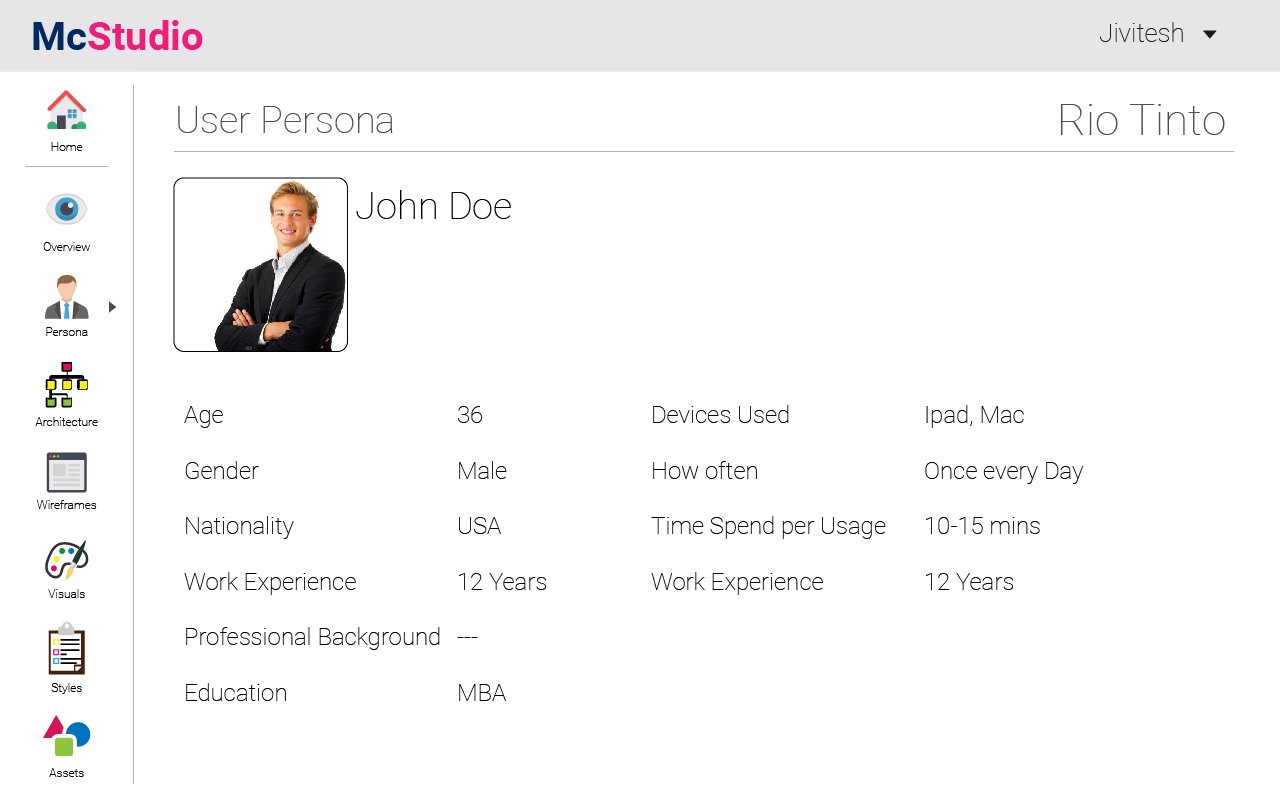 McStudio
Jivitesh
Home
Overview
Persona
Architecture
Wireframes
Visuals
Styles
Assets
User Persona
Rio Tinto
John Doe
Age 36 Devices Used Ipad, Mac
Gender Male How often Once every Day
Nationality USA Time Spend per Usage 10-15 mins
Work Experience 12 Years Work Experience 12 Years
Professional Background ---
Education MBA